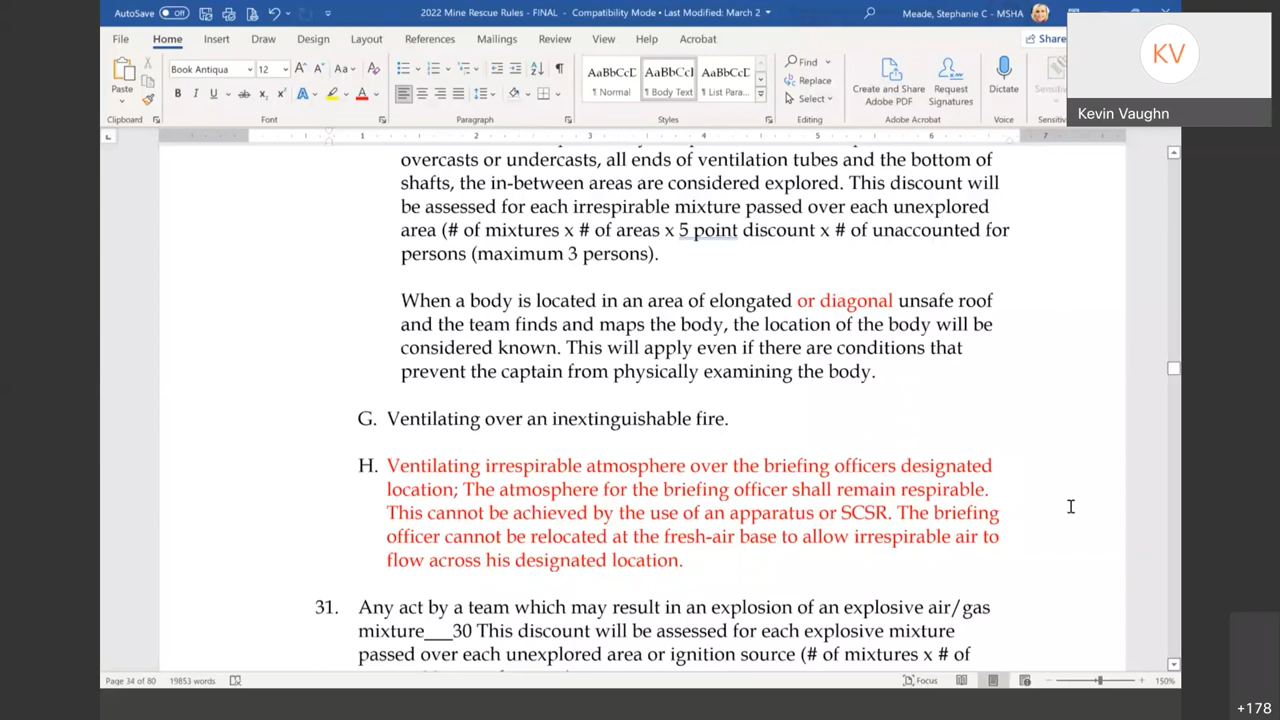 AutoSave
Off
2022 Mine Rescue Rules - FINAL - Compatibility Mode • Last Modified: March 2
Meade, Stephanie C - MSHA
File
Home
Insert
Draw
Design
Layout
References
Mailings
Review
View
Help
Acrobat
Share
KV
Kevin Vaughn
Paste
Book Antiqua
12
AaBbCcD
¶ Normal
AaBbCcI
¶ Body Text
AaBbCcD
¶ List Para...
Find
Replace
Select
Create and Share
Adobe PDF
Request
Signatures
Dictate
Clipboard
Font
Paragraph
Styles
Editing
Adobe Acrobat
Voice
1 2 3 4 5 6 7
overcasts or undercasts, all ends of ventilation tubes and the bottom of
shafts, the in-between areas are considered explored. This discount will
be assessed for each irrespirable mixture passed over each unexplored
area (# of mixtures x # of areas x 5 point discount x # of unaccounted for
persons (maximum 3 persons).
When a body is located in an area of elongated or diagonal unsafe roof
and the team finds and maps the body, the location of the body will be
considered known. This will apply even if there are conditions that
prevent the captain from physically examining the body.
G. Ventilating over an inextinguishable fire.
H. Ventilating irrespirable atmosphere over the briefing officers designated
location; The atmosphere for the briefing officer shall remain respirable.
This cannot be achieved by the use of an apparatus or SCSR. The briefing
officer cannot be relocated at the fresh-air base to allow irrespirable air to
flow across his designated location.
31. Any act by a team which may result in an explosion of an explosive air/gas
mixture___30 This discount will be assessed for each explosive mixture
passed over each unexplored area or ignition source (# of mixtures x # of
Page 34 of 80
19853 words
Focus
150%
+178